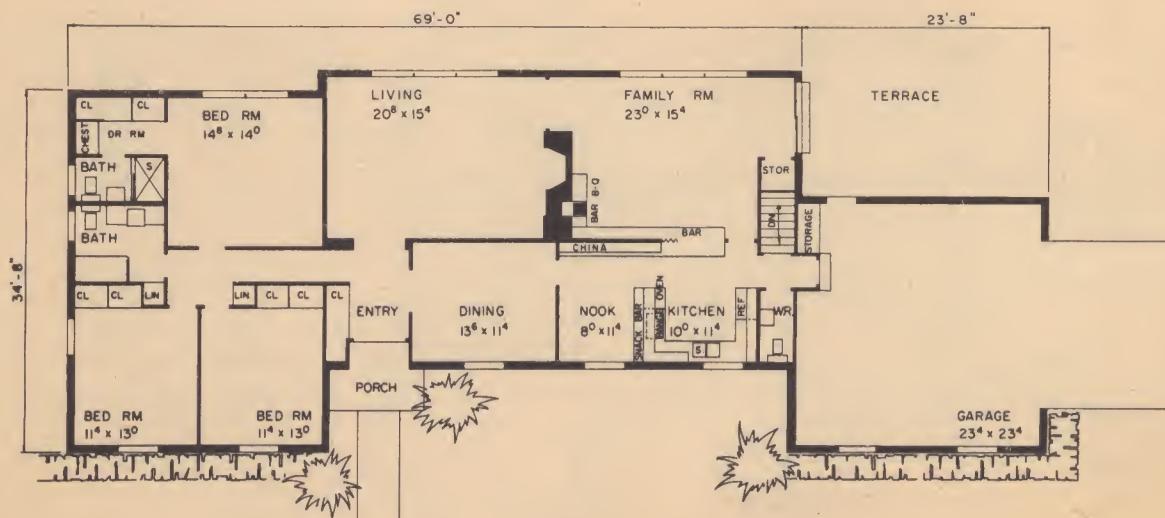 69'-0"
23'-8"
34'-8"
CL
CL
CHEST
DR RM
BATH
S
BED RM
14⁸ x 14⁰
LIVING
20⁸ x 15⁴
FAMILY RM
23⁰ x 15⁴
TERRACE
STOR
DN
STORAGE
BAR B-Q
BAR
CHINA
BATH
CL
CL
LIN
LIN
CL
CL
CL
ENTRY
DINING
13⁶ x 11⁴
NOOK
8⁰ x 11⁴
SNACK BAR
RANGE
OVEN
KITCHEN
10⁰ x 11⁴
REF
S
WR.
PORCH
BED RM
11⁴ x 13⁰
BED RM
11⁴ x 13⁰
GARAGE
23⁴ x 23⁴